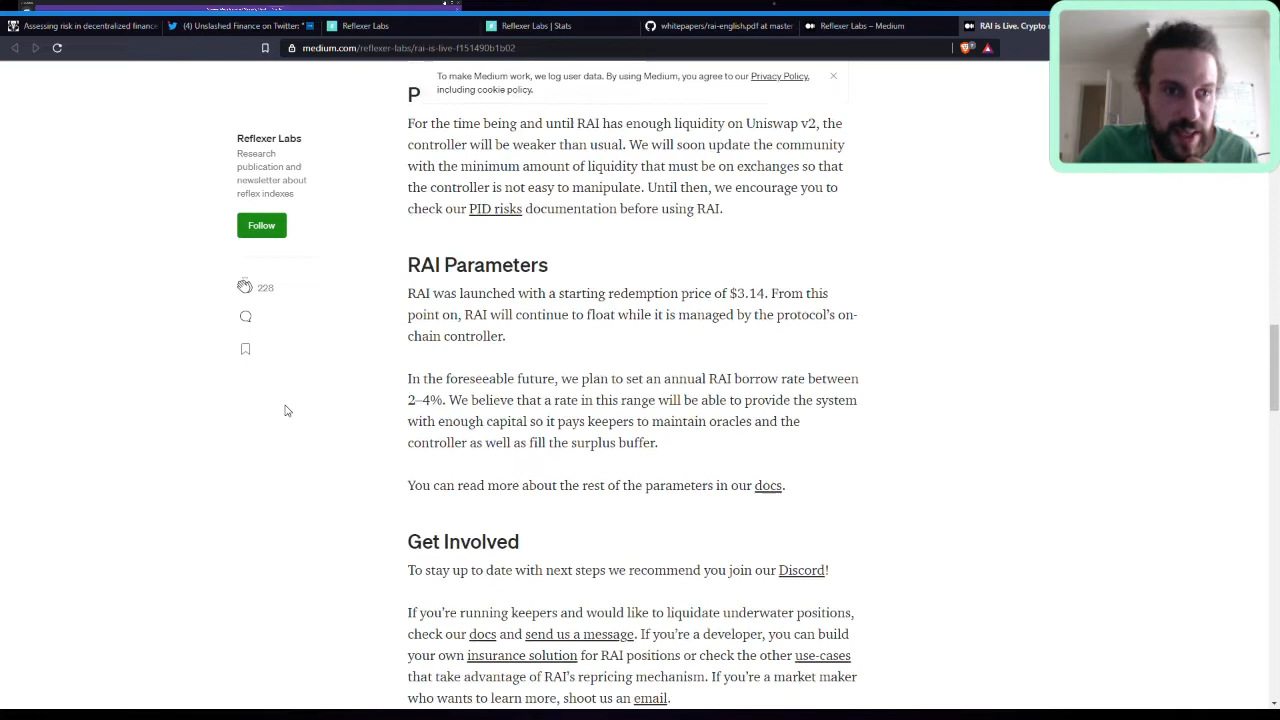 Assessing risk in decentralized finance
(4) Unslashed Finance on Twitter: "
Reflexer Labs
Reflexer Labs | Stats
whitepapers/rai-english.pdf at master
Reflexer Labs – Medium
RAI is Live. Crypto
medium.com/reflexer-labs/rai-is-live-f151490b1b02
To make Medium work, we log user data. By using Medium, you agree to our Privacy Policy,
including cookie policy.
P
Reflexer Labs
Research
publication and
newsletter about
reflex indexes
Follow
228
For the time being and until RAI has enough liquidity on Uniswap v2, the
controller will be weaker than usual. We will soon update the community
with the minimum amount of liquidity that must be on exchanges so that
the controller is not easy to manipulate. Until then, we encourage you to
check our PID risks documentation before using RAI.
RAI Parameters
RAI was launched with a starting redemption price of $3.14. From this
point on, RAI will continue to float while it is managed by the protocol's on-
chain controller.
In the foreseeable future, we plan to set an annual RAI borrow rate between
2–4%. We believe that a rate in this range will be able to provide the system
with enough capital so it pays keepers to maintain oracles and the
controller as well as fill the surplus buffer.
You can read more about the rest of the parameters in our docs.
Get Involved
To stay up to date with next steps we recommend you join our Discord!
If you're running keepers and would like to liquidate underwater positions,
check our docs and send us a message. If you're a developer, you can build
your own insurance solution for RAI positions or check the other use-cases
that take advantage of RAI's repricing mechanism. If you're a market maker
who wants to learn more, shoot us an email.